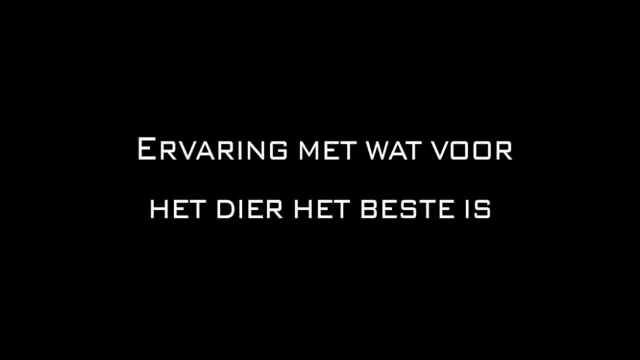 Ervaring met wat voor
het dier het beste is